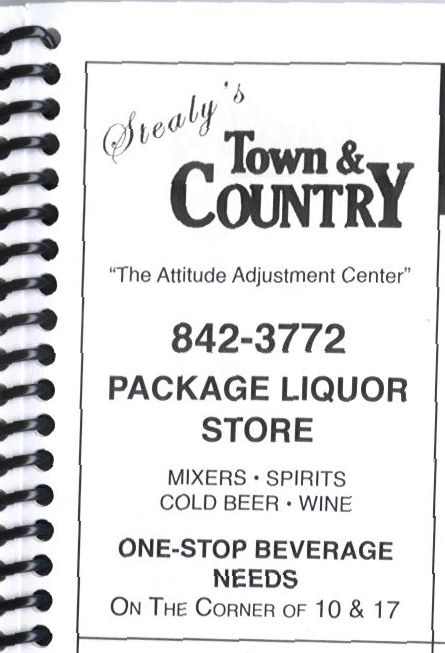 Stealy's
Town &
COUNTRY
"The Attitude Adjustment Center"
842-3772
PACKAGE LIQUOR
STORE
MIXERS • SPIRITS
COLD BEER • WINE
ONE-STOP BEVERAGE
NEEDS
ON THE CORNER OF 10 & 17